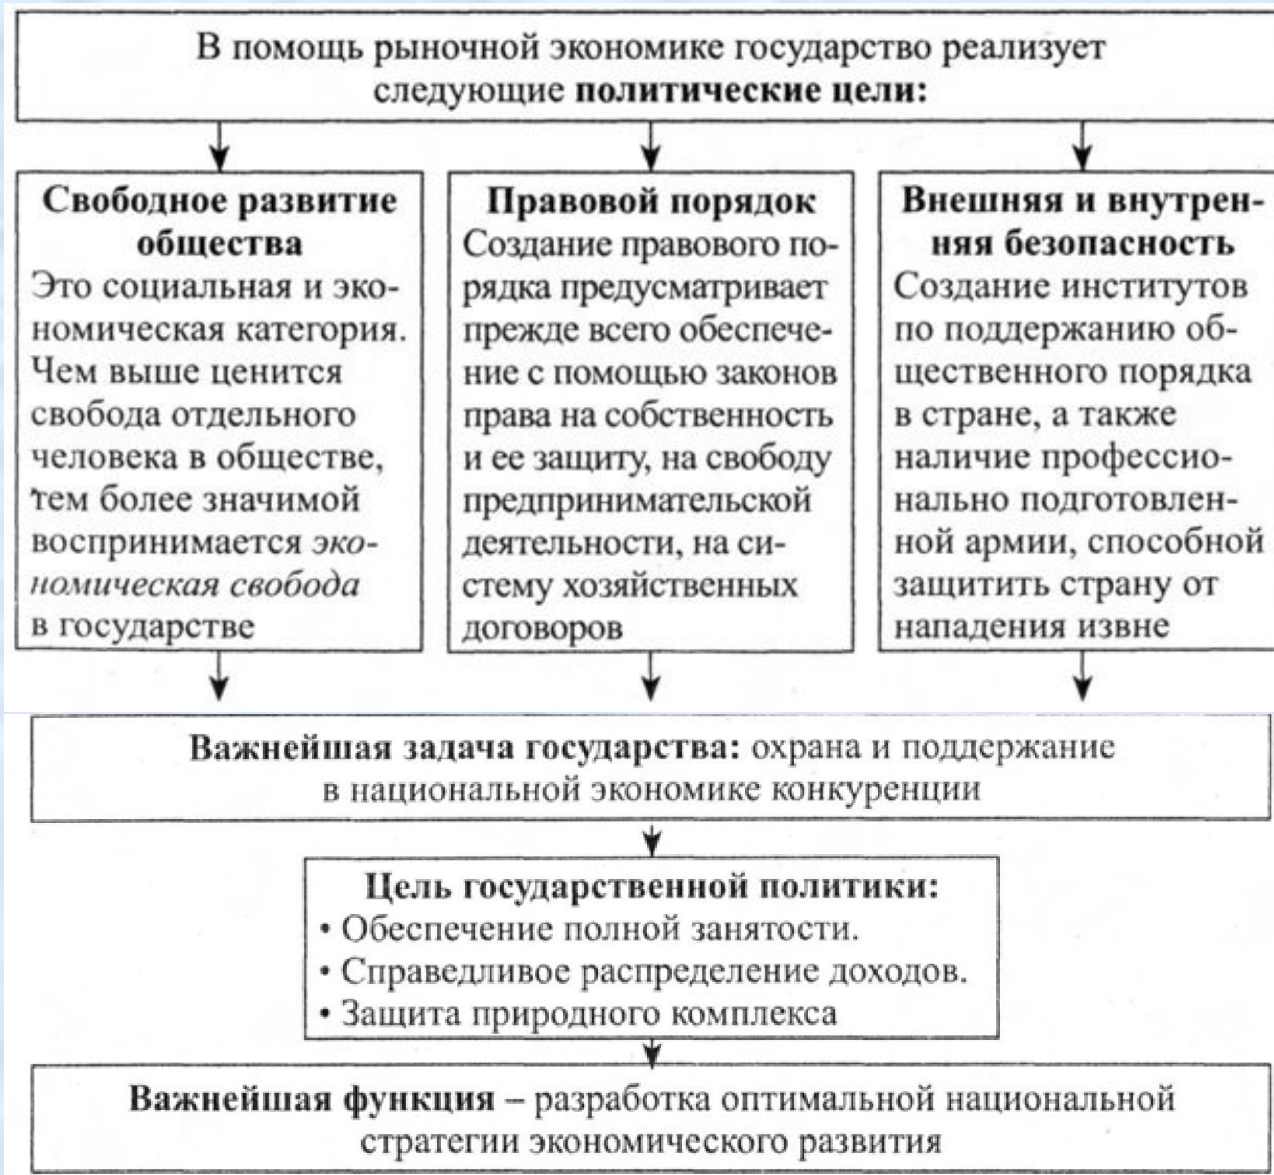 В помощь рыночной экономике государство реализует
следующие политические цели:
Свободное развитие
общества
Это социальная и эко-
номическая категория.
Чем выше ценится
свобода отдельного
человека в обществе,
тем более значимой
воспринимается эко-
номическая свобода
в государстве
Правовой порядок
Создание правового по-
рядка предусматривает
прежде всего обеспече-
ние с помощью законов
права на собственность
и ее защиту, на свободу
предпринимательской
деятельности, на си-
стему хозяйственных
договоров
Внешняя и внутрен-
няя безопасность
Создание институтов
по поддержанию об-
щественного порядка
в стране, а также
наличие профессио-
нально подготовлен-
ной армии, способной
защитить страну от
нападения извне
Важнейшая задача государства: охрана и поддержание
в национальной экономике конкуренции
Цель государственной политики:
• Обеспечение полной занятости.
• Справедливое распределение доходов.
• Защита природного комплекса
Важнейшая функция – разработка оптимальной национальной
стратегии экономического развития